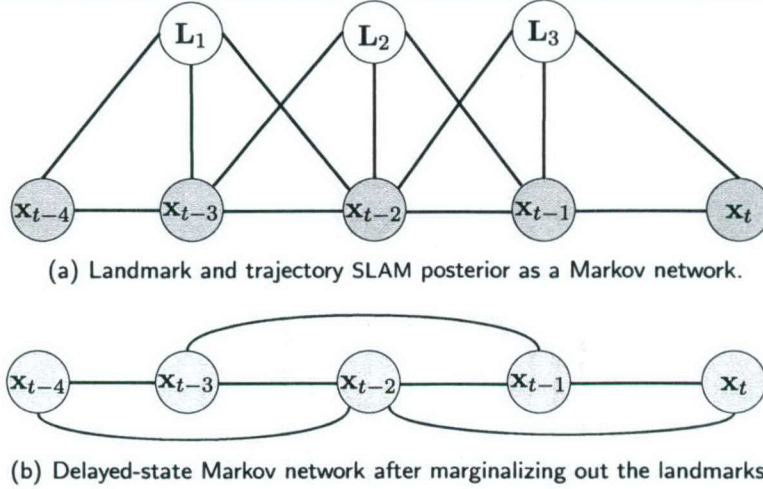 L₁ L₂ L₃
xₜ₋₄ xₜ₋₃ xₜ₋₂ xₜ₋₁ xₜ
(a) Landmark and trajectory SLAM posterior as a Markov network.
xₜ₋₄ xₜ₋₃ xₜ₋₂ xₜ₋₁ xₜ
(b) Delayed-state Markov network after marginalizing out the landmarks